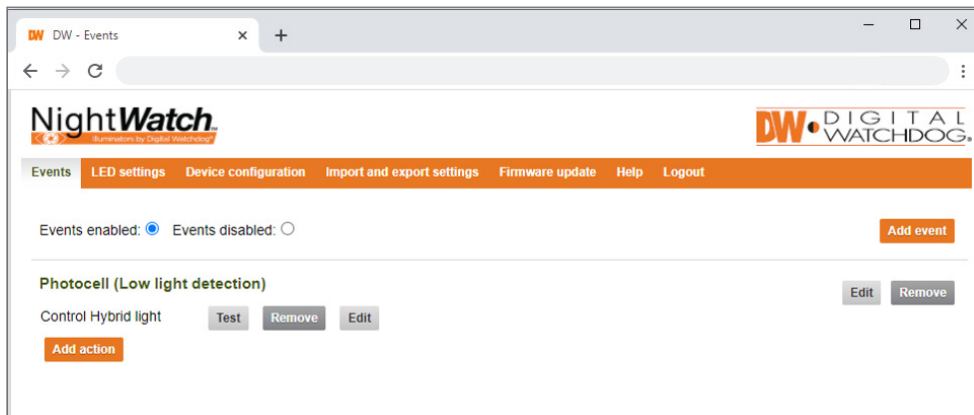 DW DW - Events
NightWatch™
Illuminators by Digital Watchdog®
DW DIGITAL WATCHDOG®
Events LED settings Device configuration Import and export settings Firmware update Help Logout
Events enabled: Events disabled: Add event
Photocell (Low light detection) Edit Remove
Control Hybrid light Test Remove Edit
Add action